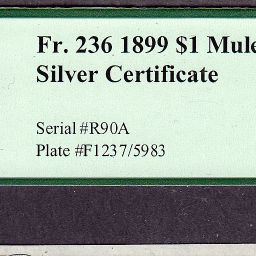 Fr. 236 1899 $1 Mule
Silver Certificate
Serial #R90A
Plate #F1237/5983